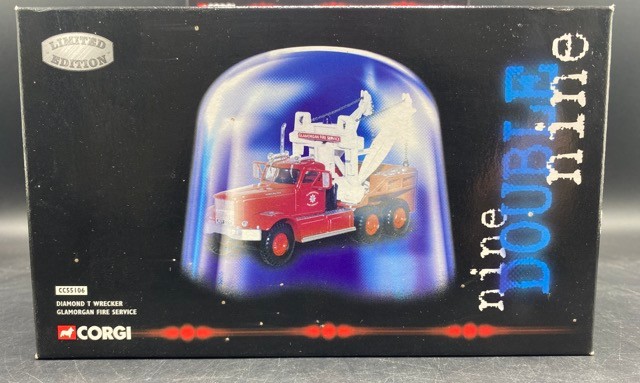 LIMITED
EDITION
GLAMORGAN FIRE SERVICE
nine
DOUBLE
nine
CC55106
DIAMOND T WRECKER
GLAMORGAN FIRE SERVICE
CORGI